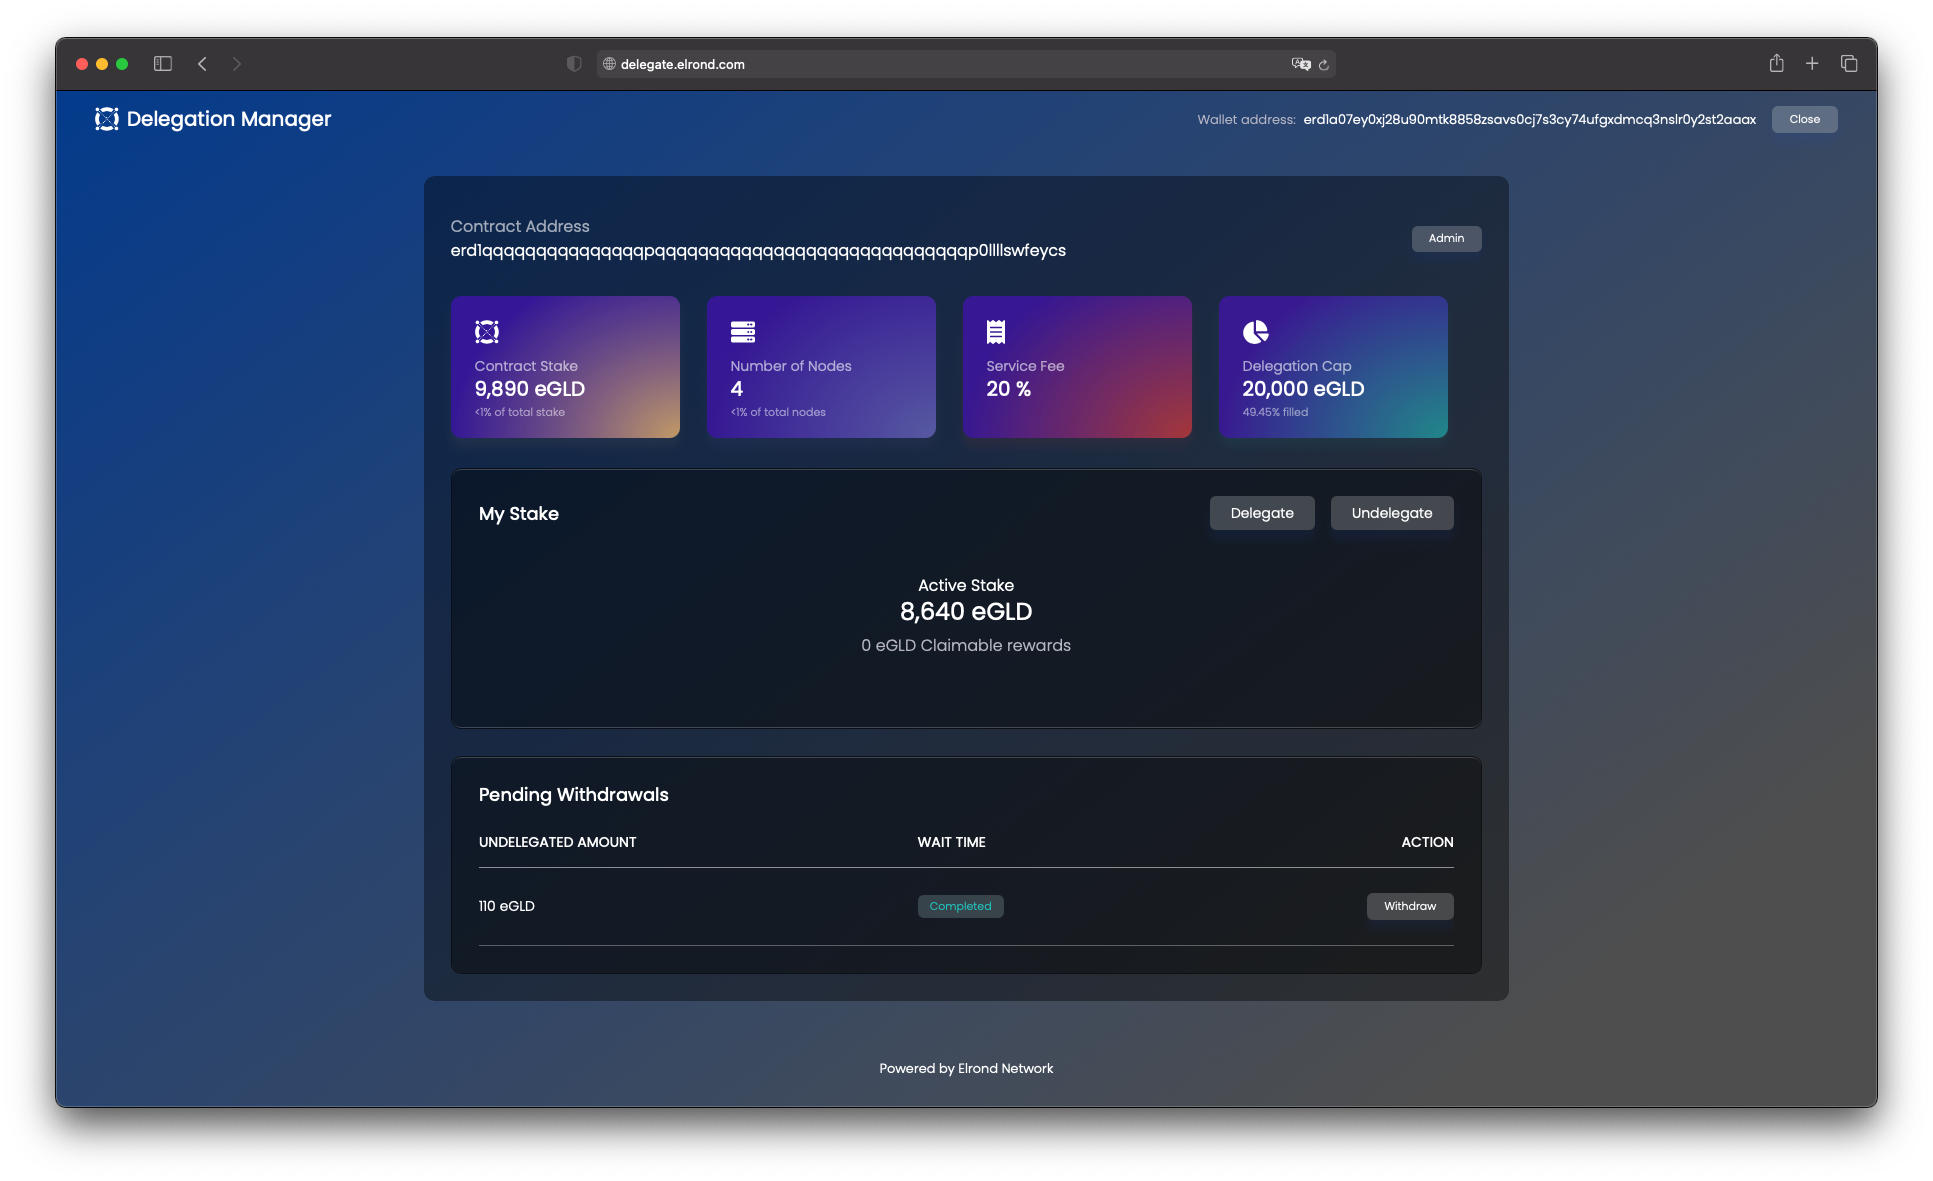 delegate.elrond.com
Delegation Manager
Wallet address: erd1a07ey0xj28u90mtk8858zsavs0cj7s3cy74ufgxdmcq3nslr0y2st2aaax
Close
Contract Address
erd1qqqqqqqqqqqqqqqpqqqqqqqqqqqqqqqqqqqqqqqqqqqqqp0llllswfeycs
Admin
Contract Stake
9,890 eGLD
<1% of total stake
Number of Nodes
4
<1% of total nodes
Service Fee
20 %
Delegation Cap
20,000 eGLD
49.45% filled
My Stake
Delegate
Undelegate
Active Stake
8,640 eGLD
0 eGLD Claimable rewards
Pending Withdrawals
UNDELEGATED AMOUNT WAIT TIME ACTION
110 eGLD Completed Withdraw
Powered by Elrond Network